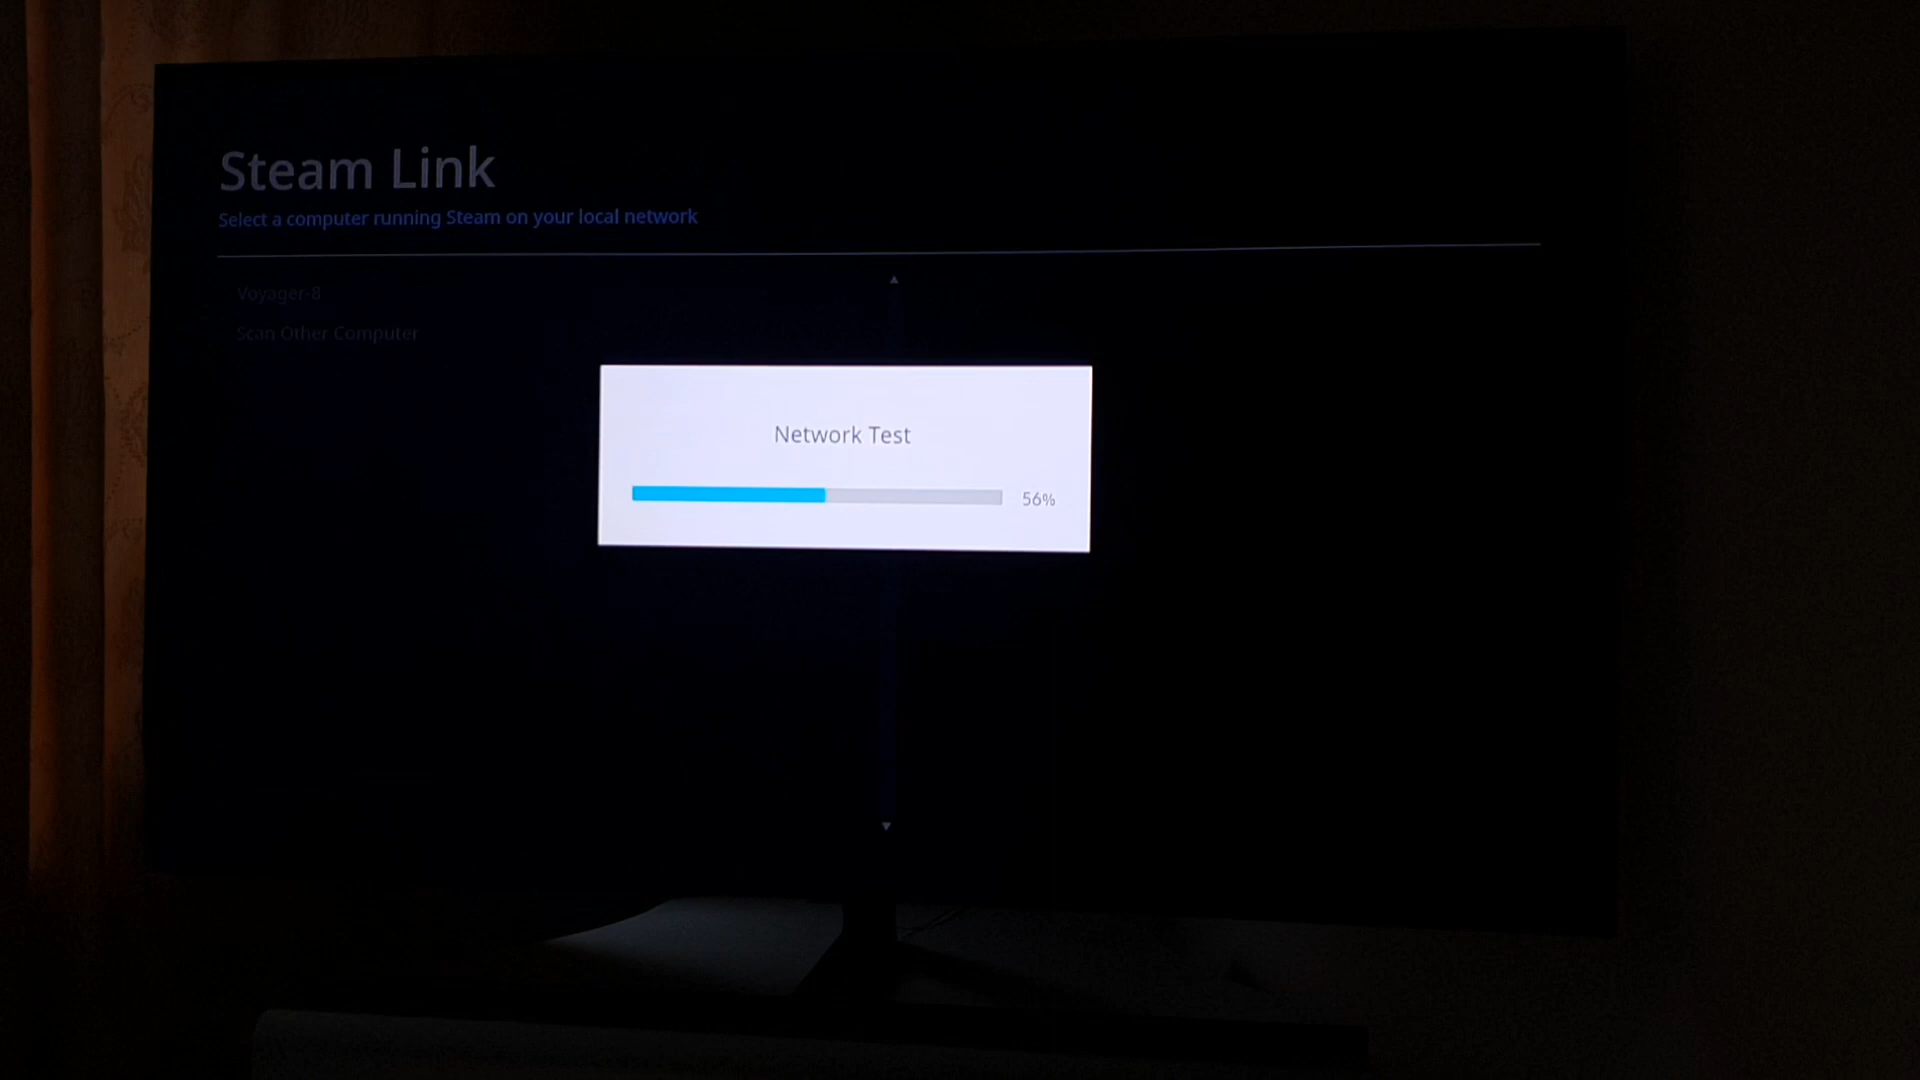 Steam Link
Select a computer running Steam on your local network
Voyager-8
Scan Other Computer
Network Test
56%